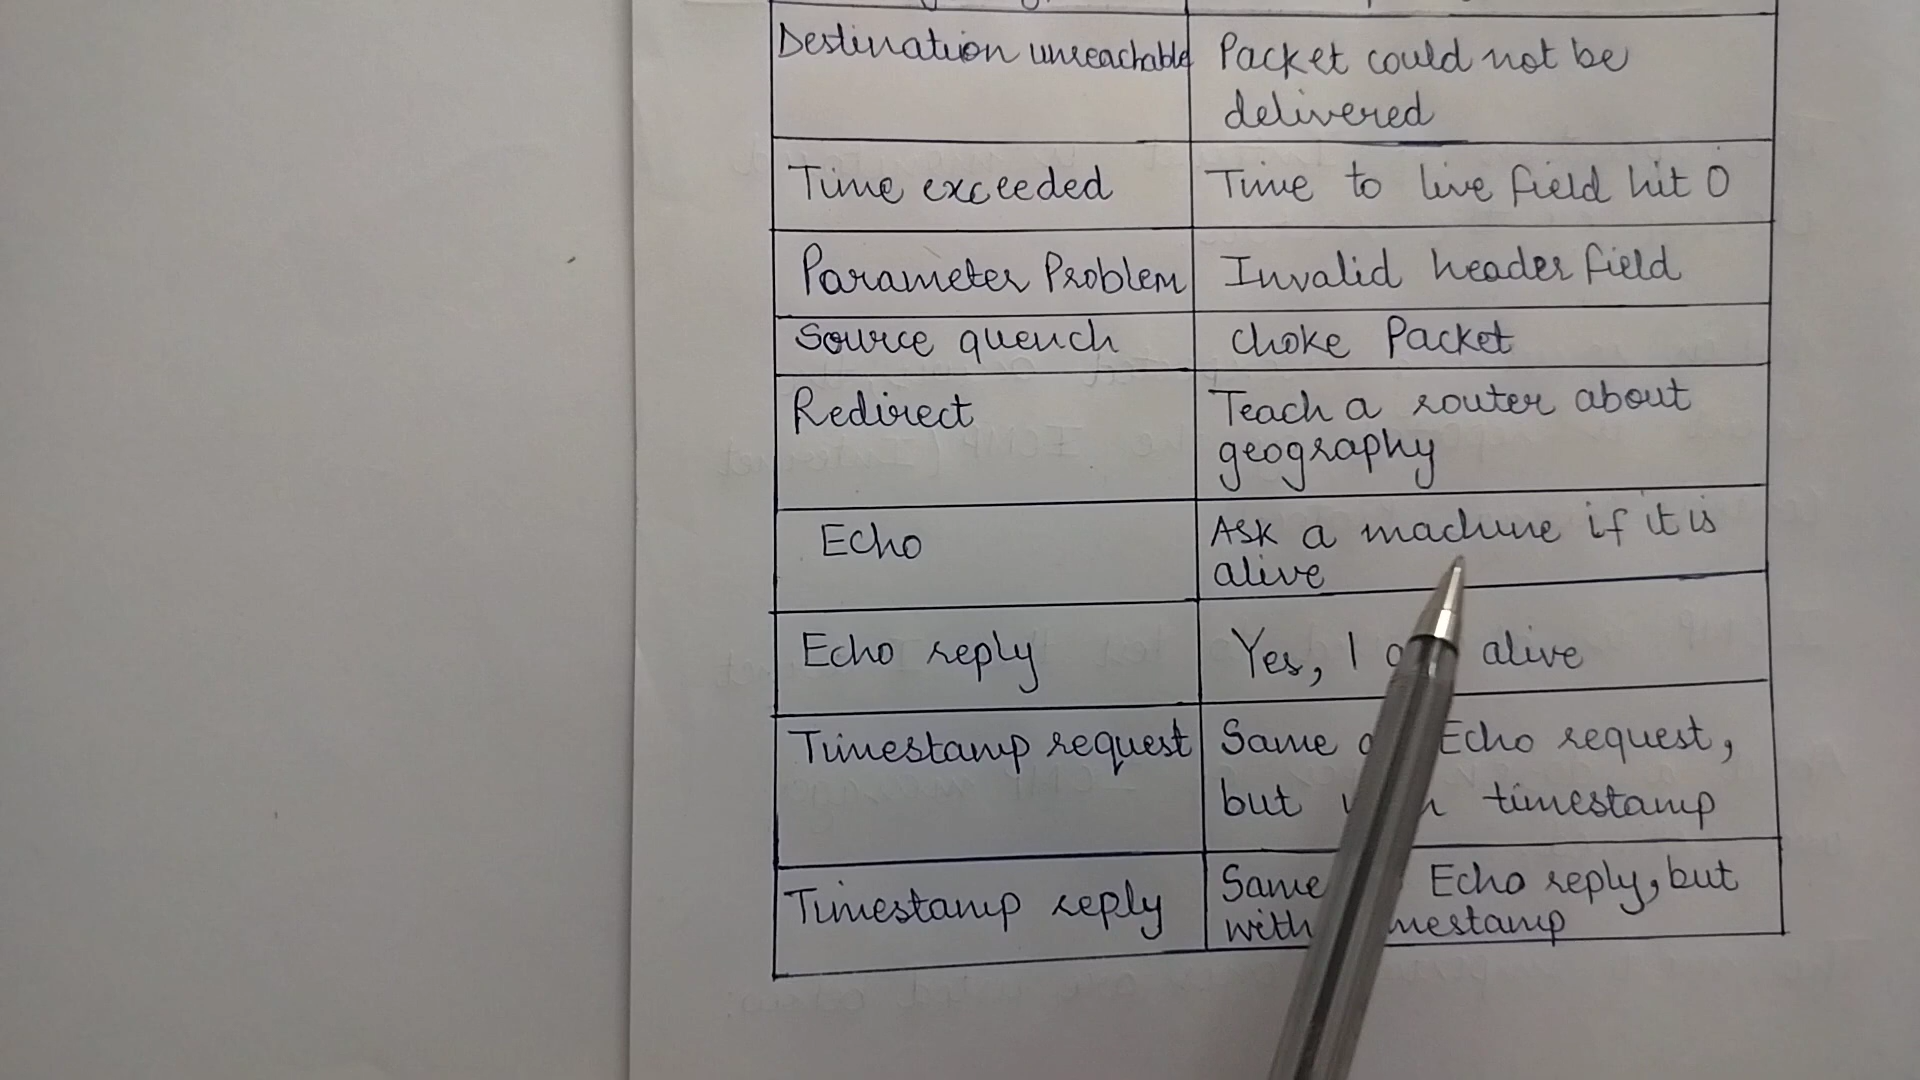 Destination unreachable Packet could not be
delivered
Time exceeded Time to live field hit 0
Parameter Problem Invalid header field
Source quench choke Packet
Redirect Teach a router about
geography
Echo Ask a machine if it is
alive
Echo reply Yes, I alive
Timestamp request Same Echo request,
but timestamp
Timestamp reply Same Echo reply, but
with